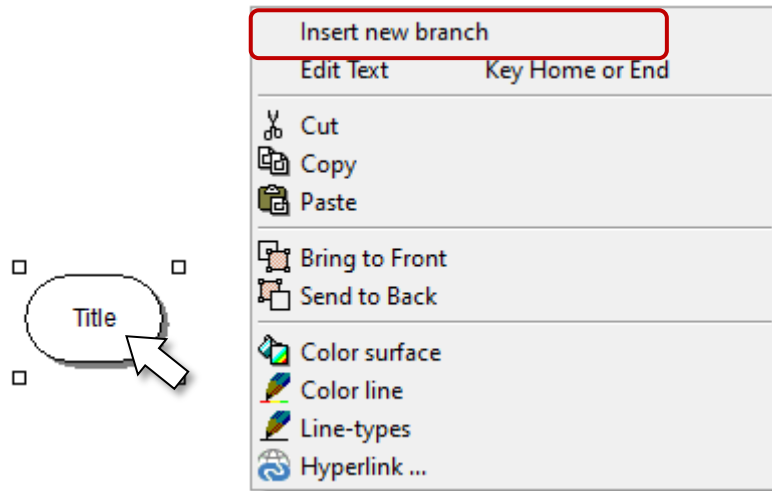 Insert new branch
Edit Text Key Home or End
Cut
Copy
Paste
Bring to Front
Send to Back
Title
Color surface
Color line
Line-types
Hyperlink ...